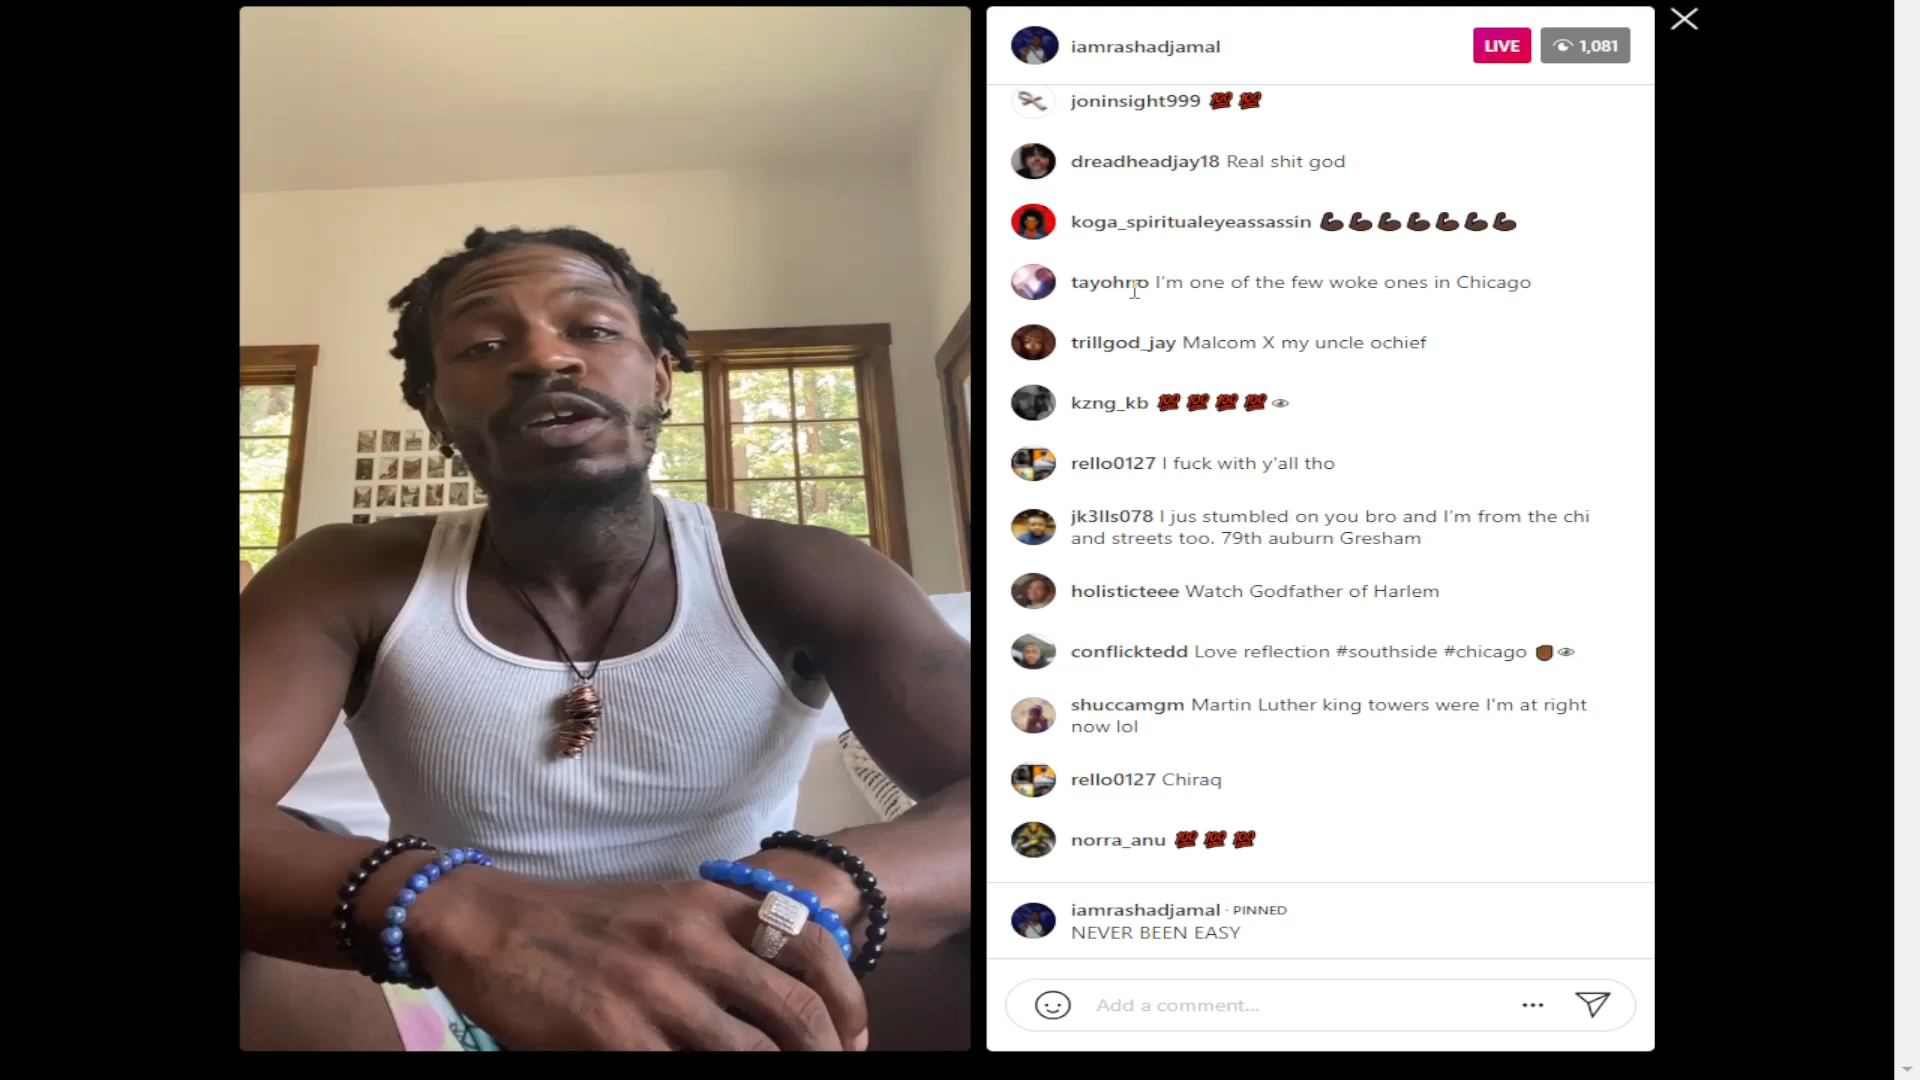 iamrashadjamal
LIVE
1,081
joninsight999 💯 💯
dreadheadjay18 Real shit god
koga_spiritualeyeassassin 💪🏿💪🏿💪🏿💪🏿💪🏿💪🏿💪🏿
tayohrro I'm one of the few woke ones in Chicago
trillgod_jay Malcom X my uncle ochief
kzng_kb 💯 💯 💯 💯👁
rello0127 I fuck with y'all tho
jk3lls078 I jus stumbled on you bro and I'm from the chi
and streets too. 79th auburn Gresham
holisticteee Watch Godfather of Harlem
conflicktedd Love reflection #southside #chicago ✊🏾👁
shuccamgm Martin Luther king towers were I'm at right
now lol
rello0127 Chiraq
norra_anu 💯 💯 💯
iamrashadjamal · PINNED
NEVER BEEN EASY
Add a comment...